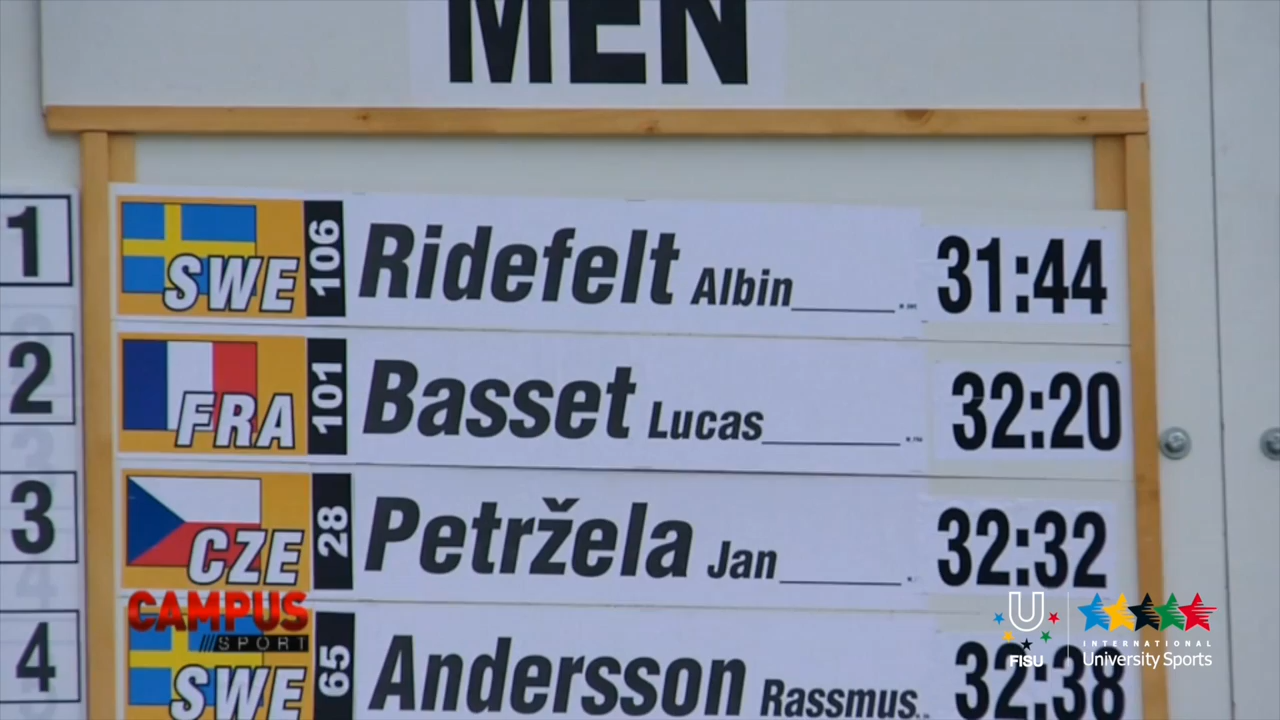 MEN
1 SWE 106 Ridefelt Albin 31:44
2 FRA 101 Basset Lucas 32:20
3 CZE 28 Petržela Jan 32:32
4 SWE 65 Andersson Rassmus 32:38
CAMPUS
///SPORT
FISU
INTERNATIONAL
University Sports